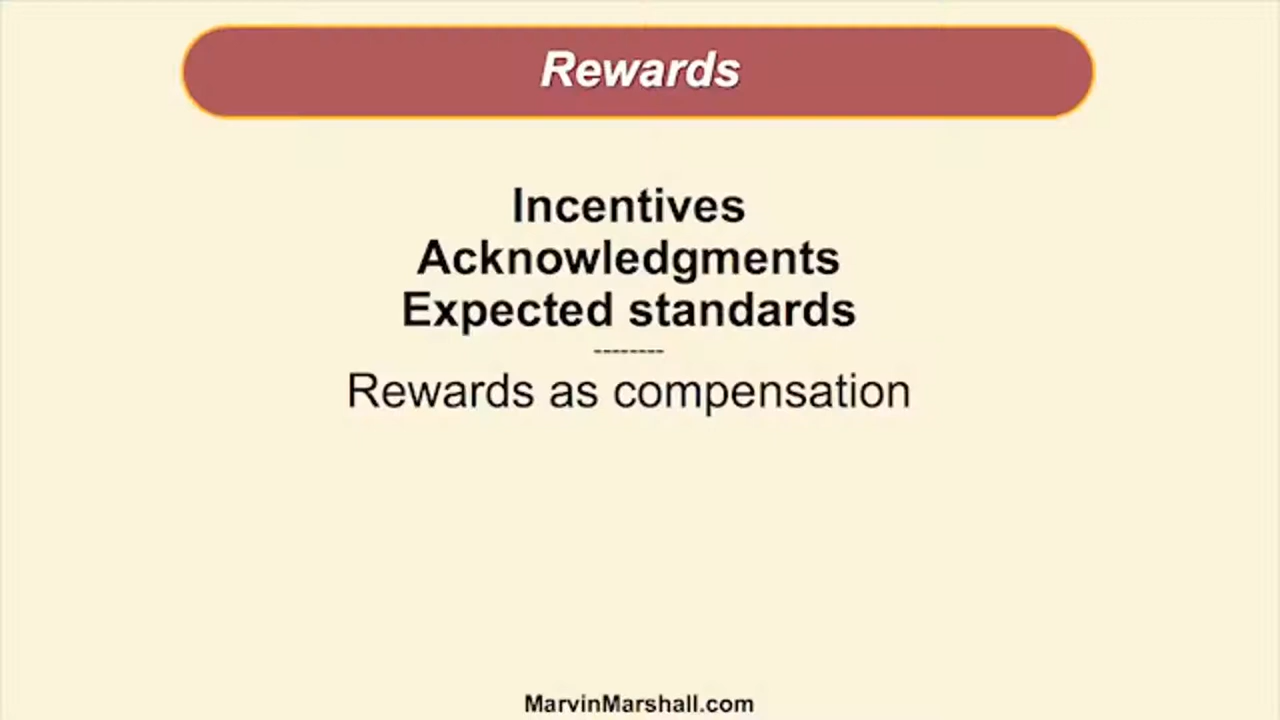 Rewards
Incentives
Acknowledgments
Expected standards
--------
Rewards as compensation
MarvinMarshall.com